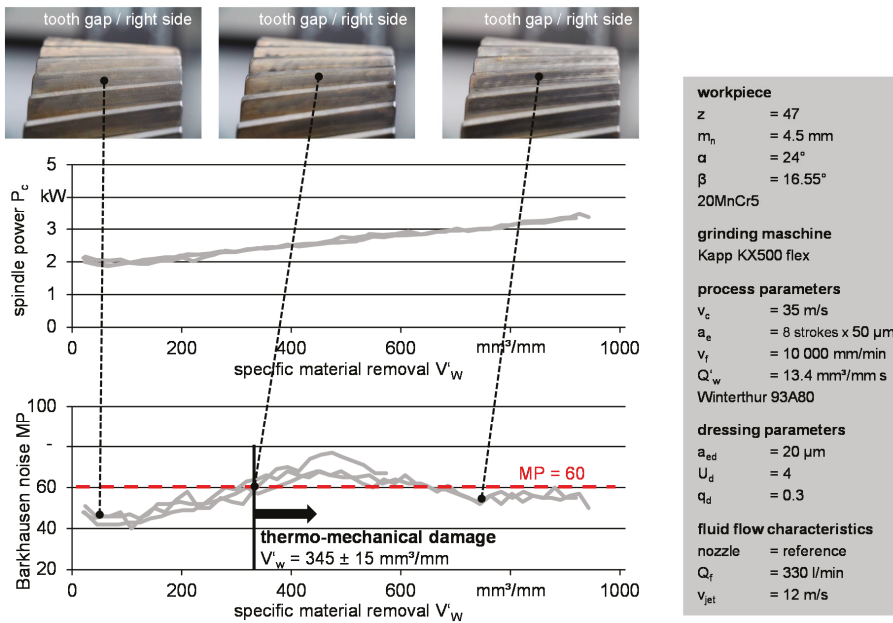 tooth gap / right side
tooth gap / right side
tooth gap / right side
spindle power P_c
5
kW
3
2
1
0
0
200
400
600
mm³/mm
1000
specific material removal V'_W
Barkhausen noise MP
100
-
60
40
20
MP = 60
thermo-mechanical damage
V'_w = 345 ± 15 mm³/mm
0
200
400
600
mm³/mm
1000
specific material removal V'_W
workpiece
z = 47
m_n = 4.5 mm
α = 24°
β = 16.55°
20MnCr5
grinding maschine
Kapp KX500 flex
process parameters
v_c = 35 m/s
a_e = 8 strokes x 50 µm
v_f = 10 000 mm/min
Q'_w = 13.4 mm³/mm s
Winterthur 93A80
dressing parameters
a_ed = 20 µm
U_d = 4
q_d = 0.3
fluid flow characteristics
nozzle = reference
Q_f = 330 l/min
v_jet = 12 m/s